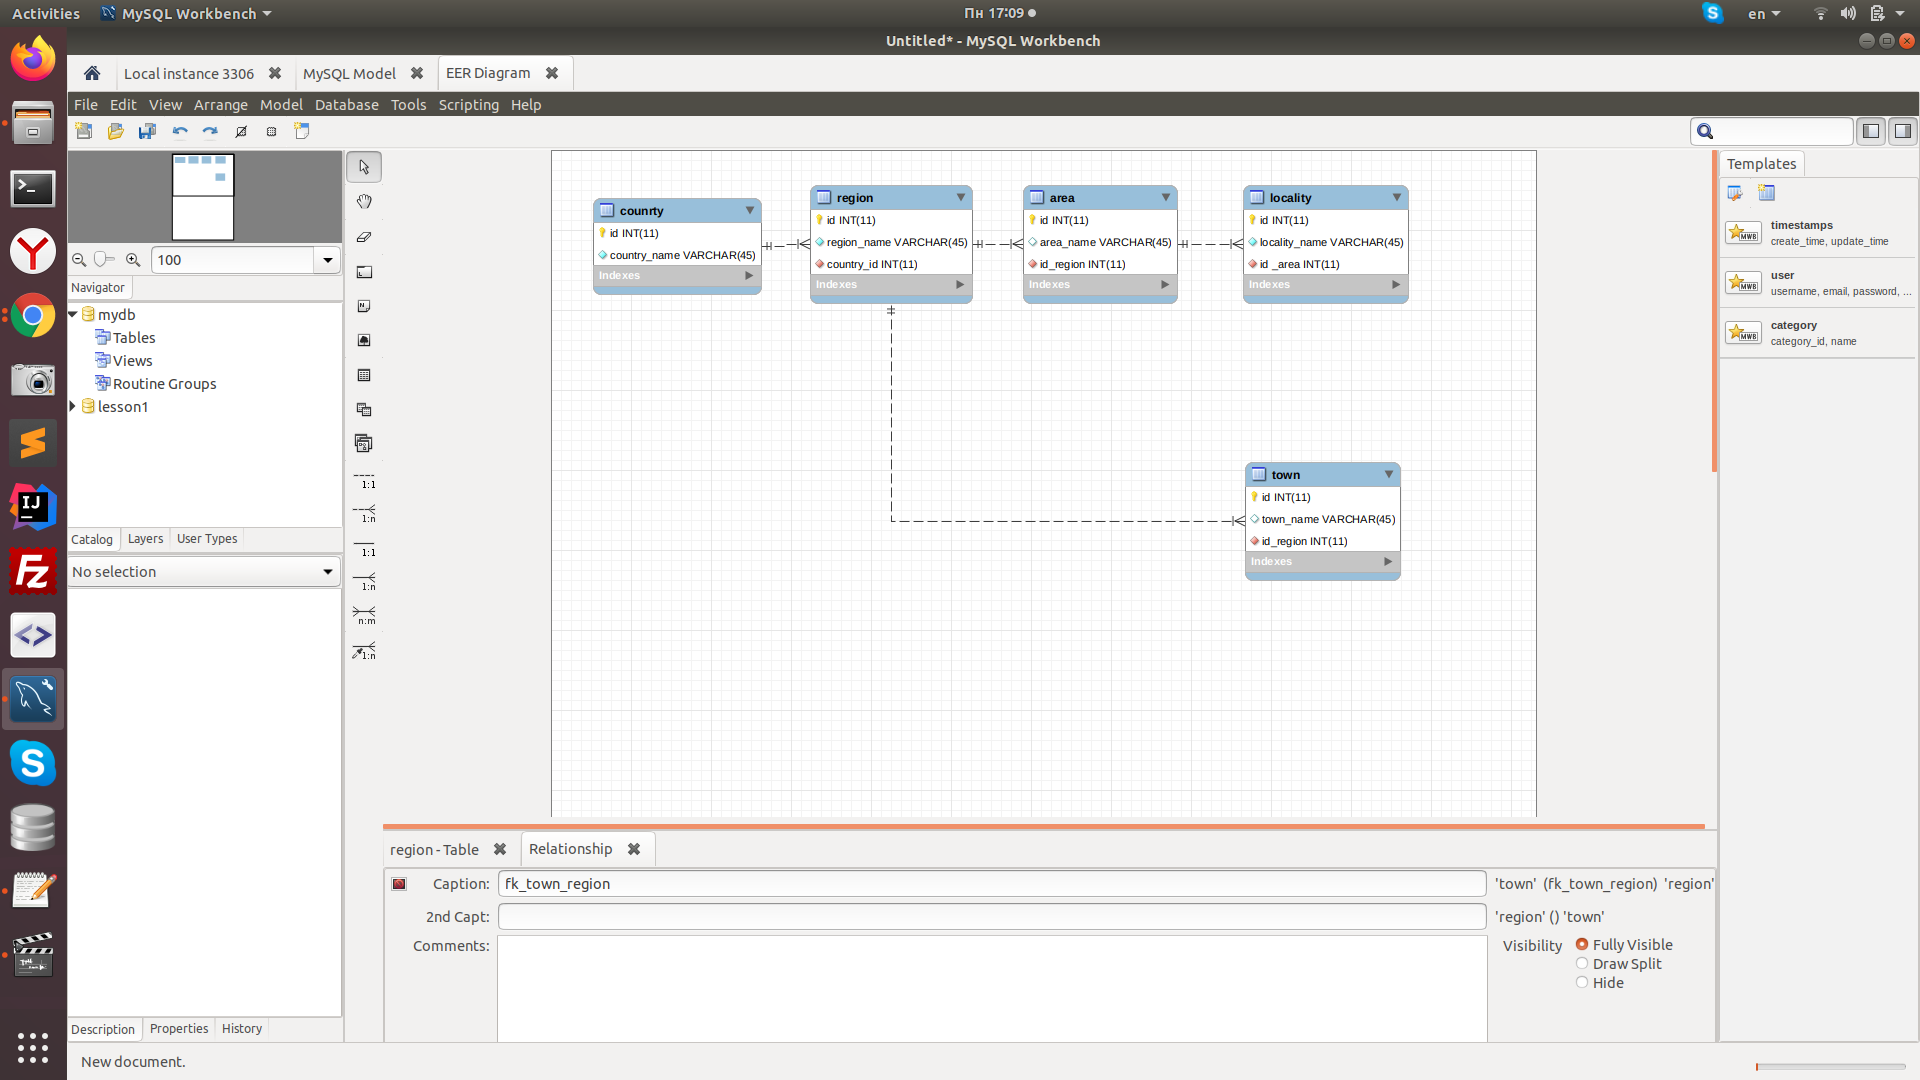 Activities MySQL Workbench Пн 17:09 en
Untitled* - MySQL Workbench
Local instance 3306 MySQL Model EER Diagram
File Edit View Arrange Model Database Tools Scripting Help
100
Navigator
mydb
Tables
Views
Routine Groups
lesson1
Catalog Layers User Types
No selection
Description Properties History
New document.
1:1
1:n
1:1
1:n
n:m
1:n
counrty
id INT(11)
country_name VARCHAR(45)
Indexes
region
id INT(11)
region_name VARCHAR(45)
country_id INT(11)
Indexes
area
id INT(11)
area_name VARCHAR(45)
id_region INT(11)
Indexes
locality
id INT(11)
locality_name VARCHAR(45)
id _area INT(11)
Indexes
town
id INT(11)
town_name VARCHAR(45)
id_region INT(11)
Indexes
Templates
timestamps
create_time, update_time
user
username, email, password, ...
category
category_id, name
MWB
MWB
MWB
region - Table Relationship
Caption: fk_town_region 'town' (fk_town_region) 'region'
2nd Capt: 'region' () 'town'
Comments: Visibility Fully Visible
Draw Split
Hide
IJ
Fz
S